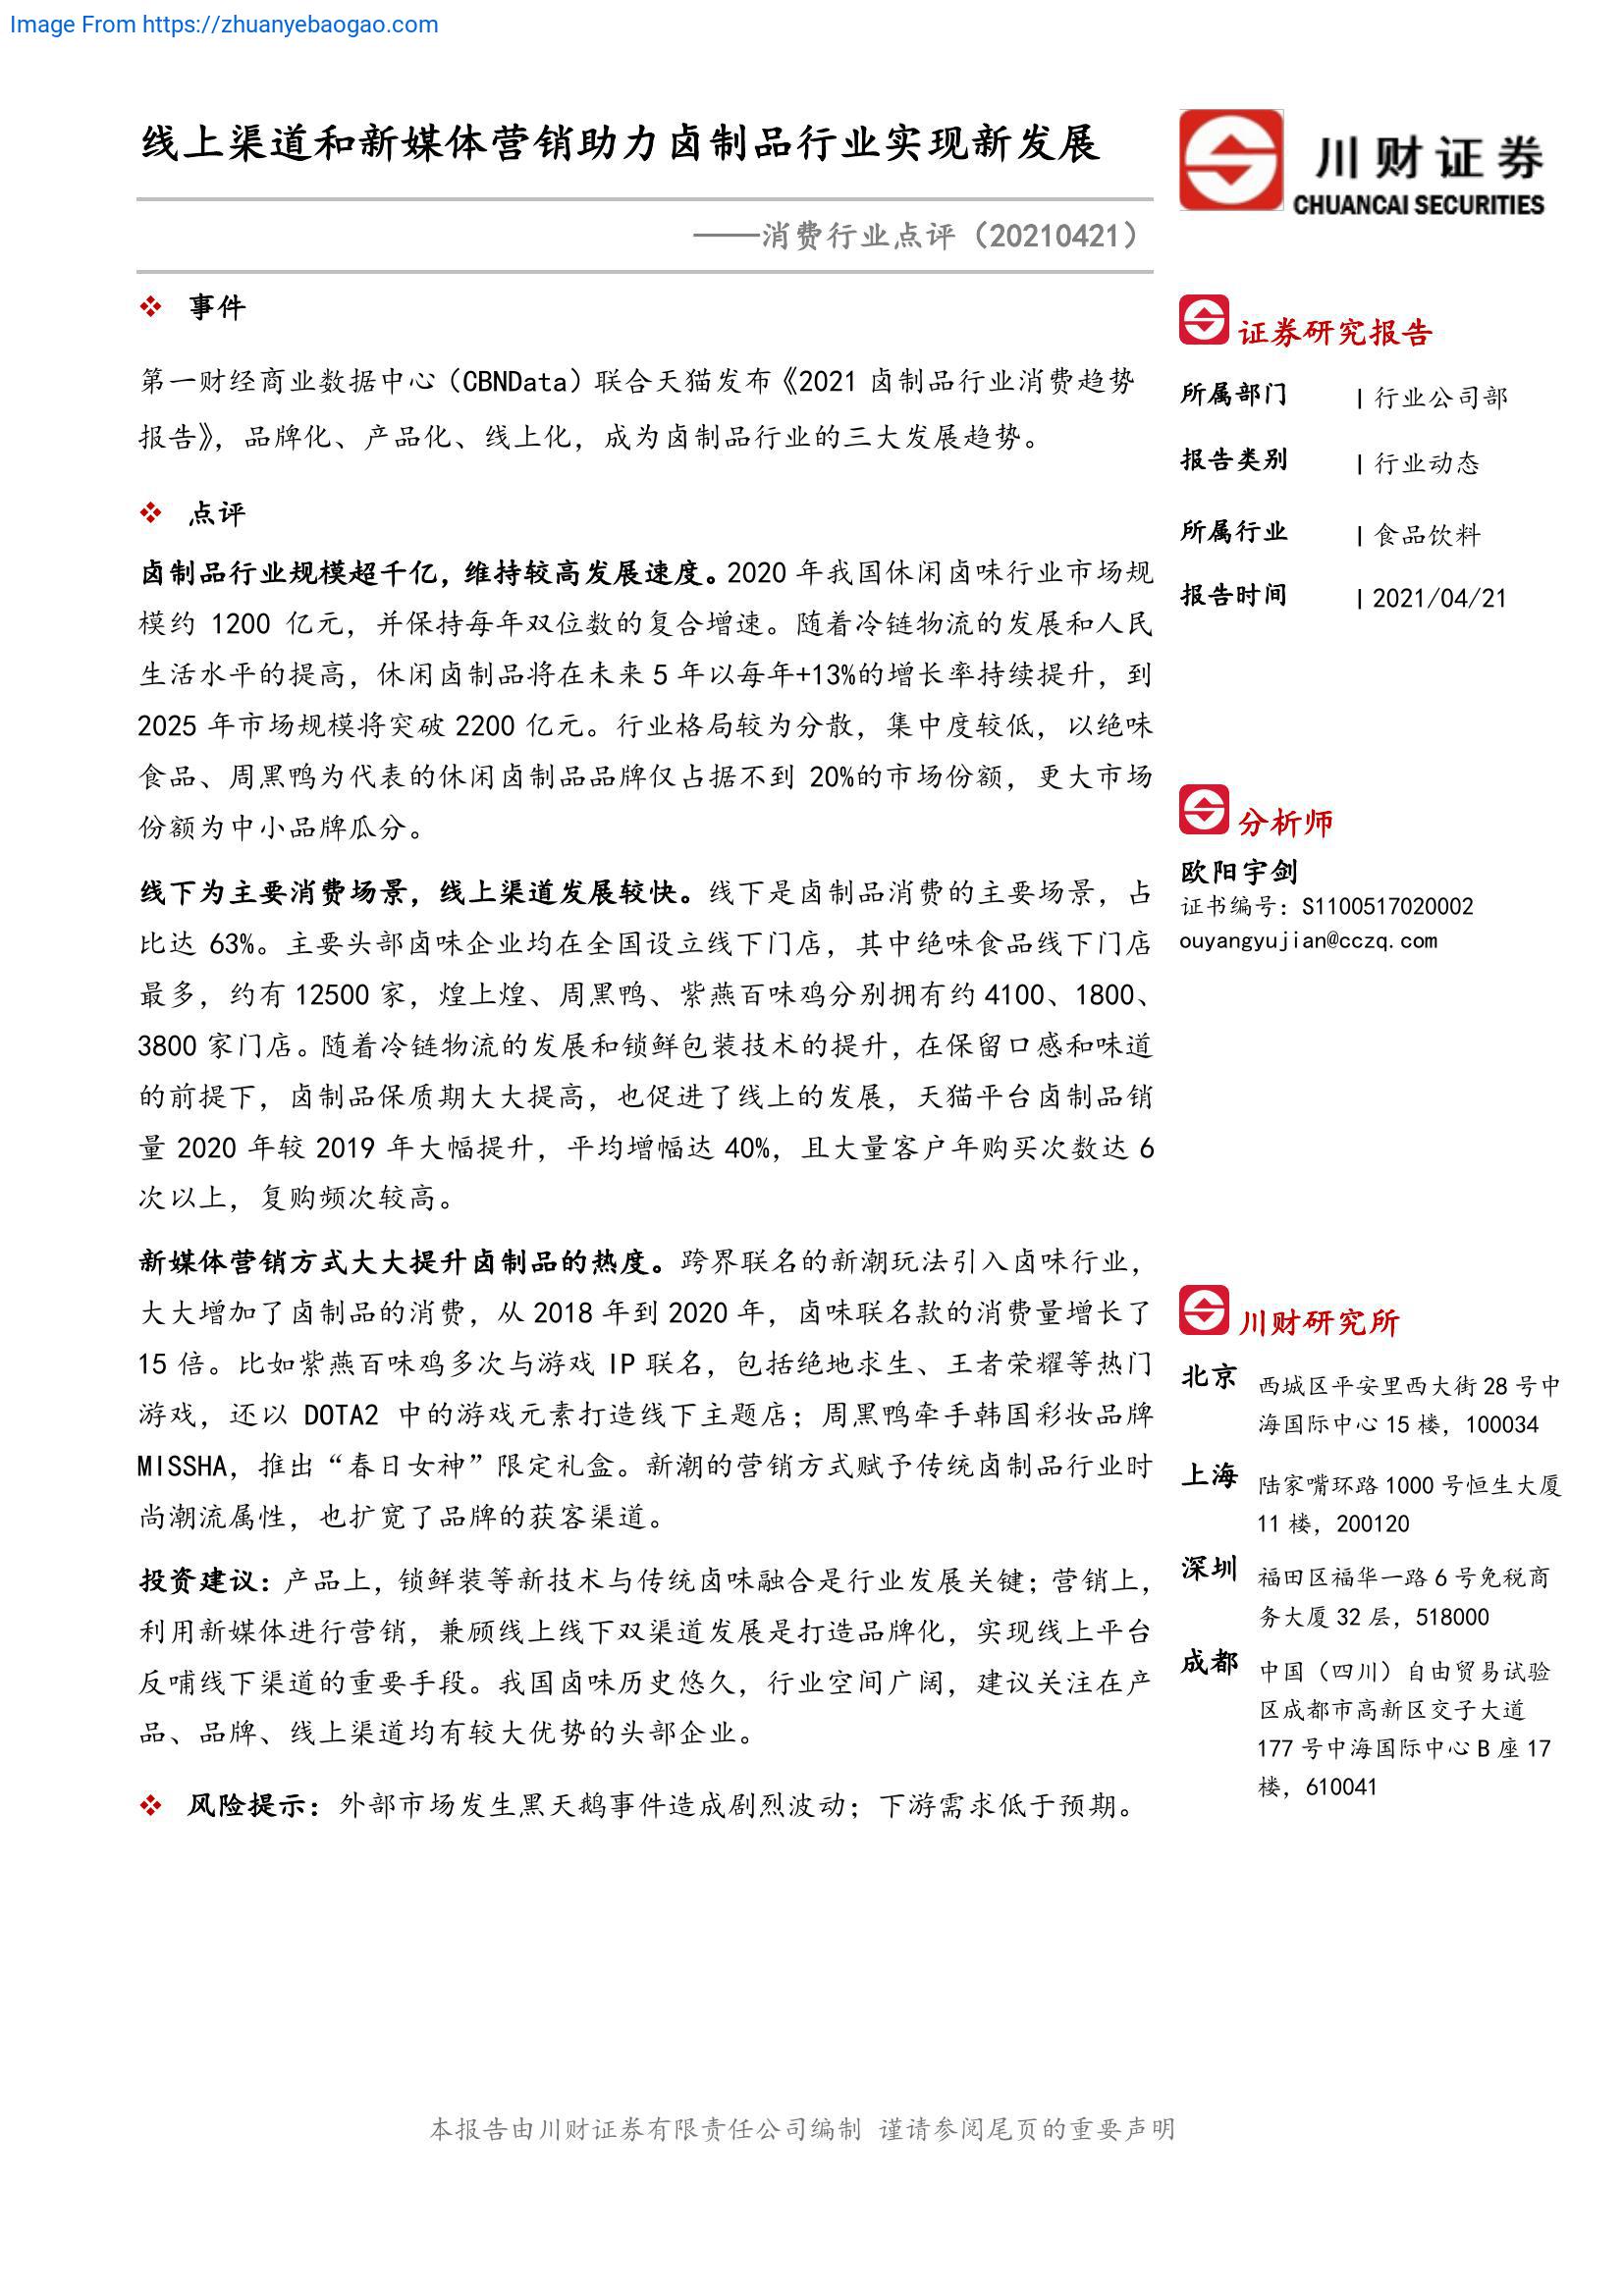 Image From https://zhuanyebaogao.com
线上渠道和新媒体营销助力卤制品行业实现新发展
——消费行业点评（20210421）
川财证券
CHUANCAI SECURITIES
❖ 事件
第一财经商业数据中心（CBNData）联合天猫发布《2021 卤制品行业消费趋势
报告》，品牌化、产品化、线上化，成为卤制品行业的三大发展趋势。
❖ 点评
卤制品行业规模超千亿，维持较高发展速度。2020 年我国休闲卤味行业市场规
模约 1200 亿元，并保持每年双位数的复合增速。随着冷链物流的发展和人民
生活水平的提高，休闲卤制品将在未来 5 年以每年+13%的增长率持续提升，到
2025 年市场规模将突破 2200 亿元。行业格局较为分散，集中度较低，以绝味
食品、周黑鸭为代表的休闲卤制品品牌仅占据不到 20%的市场份额，更大市场
份额为中小品牌瓜分。
线下为主要消费场景，线上渠道发展较快。线下是卤制品消费的主要场景，占
比达 63%。主要头部卤味企业均在全国设立线下门店，其中绝味食品线下门店
最多，约有 12500 家，煌上煌、周黑鸭、紫燕百味鸡分别拥有约 4100、1800、
3800 家门店。随着冷链物流的发展和锁鲜包装技术的提升，在保留口感和味道
的前提下，卤制品保质期大大提高，也促进了线上的发展，天猫平台卤制品销
量 2020 年较 2019 年大幅提升，平均增幅达 40%，且大量客户年购买次数达 6
次以上，复购频次较高。
新媒体营销方式大大提升卤制品的热度。跨界联名的新潮玩法引入卤味行业，
大大增加了卤制品的消费，从 2018 年到 2020 年，卤味联名款的消费量增长了
15 倍。比如紫燕百味鸡多次与游戏 IP 联名，包括绝地求生、王者荣耀等热门
游戏，还以 DOTA2 中的游戏元素打造线下主题店；周黑鸭牵手韩国彩妆品牌
MISSHA，推出“春日女神”限定礼盒。新潮的营销方式赋予传统卤制品行业时
尚潮流属性，也扩宽了品牌的获客渠道。
投资建议：产品上，锁鲜装等新技术与传统卤味融合是行业发展关键；营销上，
利用新媒体进行营销，兼顾线上线下双渠道发展是打造品牌化，实现线上平台
反哺线下渠道的重要手段。我国卤味历史悠久，行业空间广阔，建议关注在产
品、品牌、线上渠道均有较大优势的头部企业。
❖ 风险提示：外部市场发生黑天鹅事件造成剧烈波动；下游需求低于预期。
证券研究报告
所属部门 | 行业公司部
报告类别 | 行业动态
所属行业 | 食品饮料
报告时间 | 2021/04/21
分析师
欧阳宇剑
证书编号：S1100517020002
ouyangyujian@cczq.com
川财研究所
北京 西城区平安里西大街 28 号中
海国际中心 15 楼，100034
上海 陆家嘴环路 1000 号恒生大厦
11 楼，200120
深圳 福田区福华一路 6 号免税商
务大厦 32 层，518000
成都 中国（四川）自由贸易试验
区成都市高新区交子大道
177 号中海国际中心 B 座 17
楼，610041
本报告由川财证券有限责任公司编制 谨请参阅尾页的重要声明